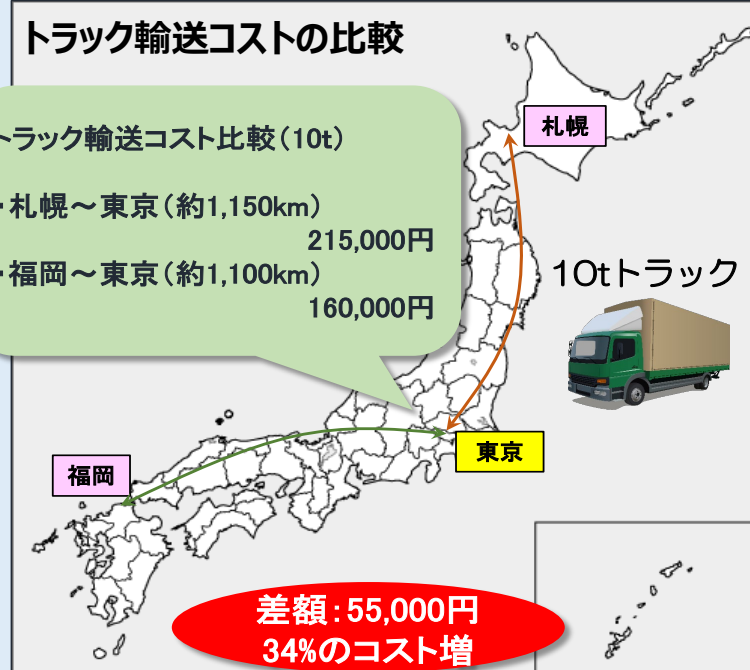 トラック輸送コストの比較
トラック輸送コスト比較(10t)
・札幌～東京(約1,150km)
215,000円
・福岡～東京(約1,100km)
160,000円
札幌
10tトラック
東京
福岡
差額:55,000円
34%のコスト増